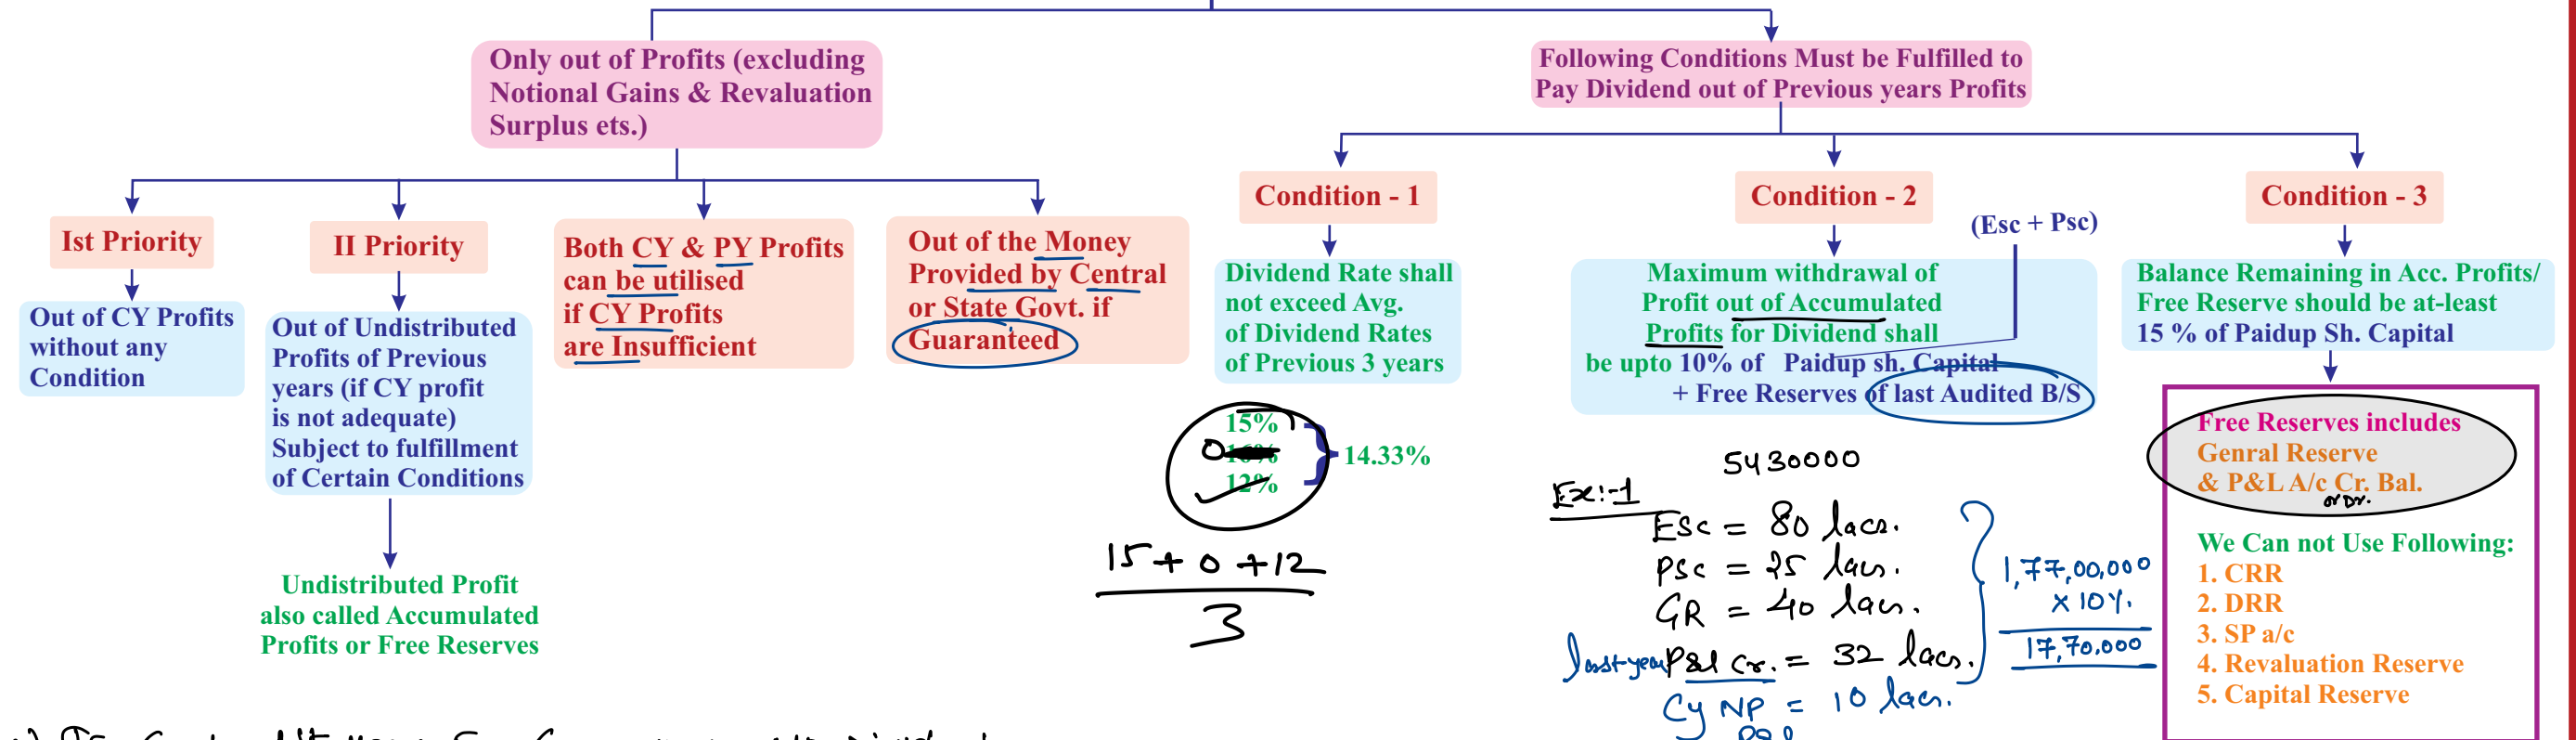 Only out of Profits (excluding
Notional Gains & Revaluation
Surplus ets.)
Ist Priority
Out of CY Profits
without any
Condition
II Priority
Out of Undistributed
Profits of Previous
years (if CY profit
is not adequate)
Subject to fulfillment
of Certain Conditions
Undistributed Profit
also called Accumulated
Profits or Free Reserves
Both CY & PY Profits
can be utilised
if CY Profits
are Insufficient
Out of the Money
Provided by Central
or State Govt. if
Guaranteed
Following Conditions Must be Fulfilled to
Pay Dividend out of Previous years Profits
Condition - 1
Dividend Rate shall
not exceed Avg.
of Dividend Rates
of Previous 3 years
15%
0 16%
12%
14.33%
15 + 0 + 12
3
Condition - 2
(Esc + Psc)
Maximum withdrawal of
Profit out of Accumulated
Profits for Dividend shall
be upto 10% of Paidup sh. Capital
+ Free Reserves of last Audited B/S
5430000
Ex:-1
ESc = 80 lacs.
PSc = 25 lacs.
GR = 40 lacs.
last year P&l Cr. = 32 lacs.
Cy NP = 10 lacs.
P&l
1,77,00,000
x 10%
17,70,000
Condition - 3
Balance Remaining in Acc. Profits/
Free Reserve should be at-least
15 % of Paidup Sh. Capital
Free Reserves includes
Genral Reserve
& P&L A/c Cr. Bal.
or Dr.
We Can not Use Following:
1. CRR
2. DRR
3. SP a/c
4. Revaluation Reserve
5. Capital Reserve